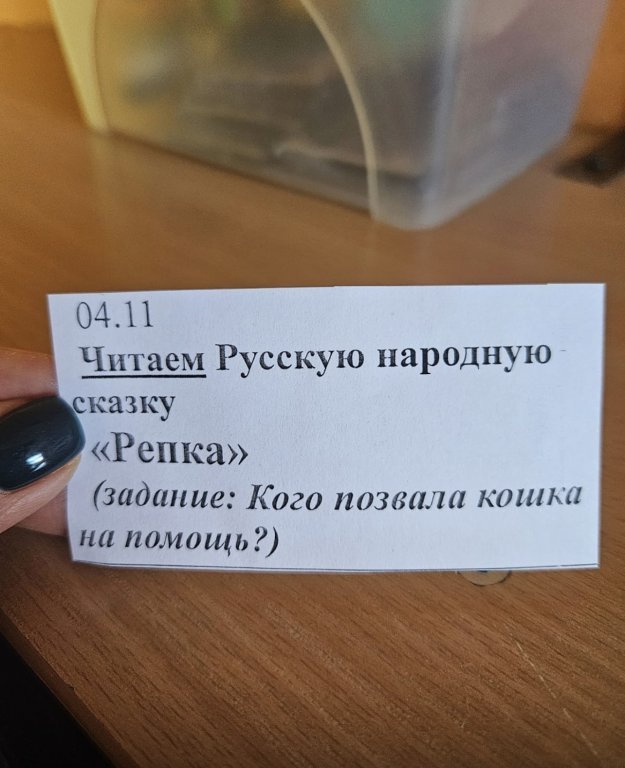 04.11
Читаем Русскую народную
сказку
«Репка»
(задание: Кого позвала кошка
на помощь?)